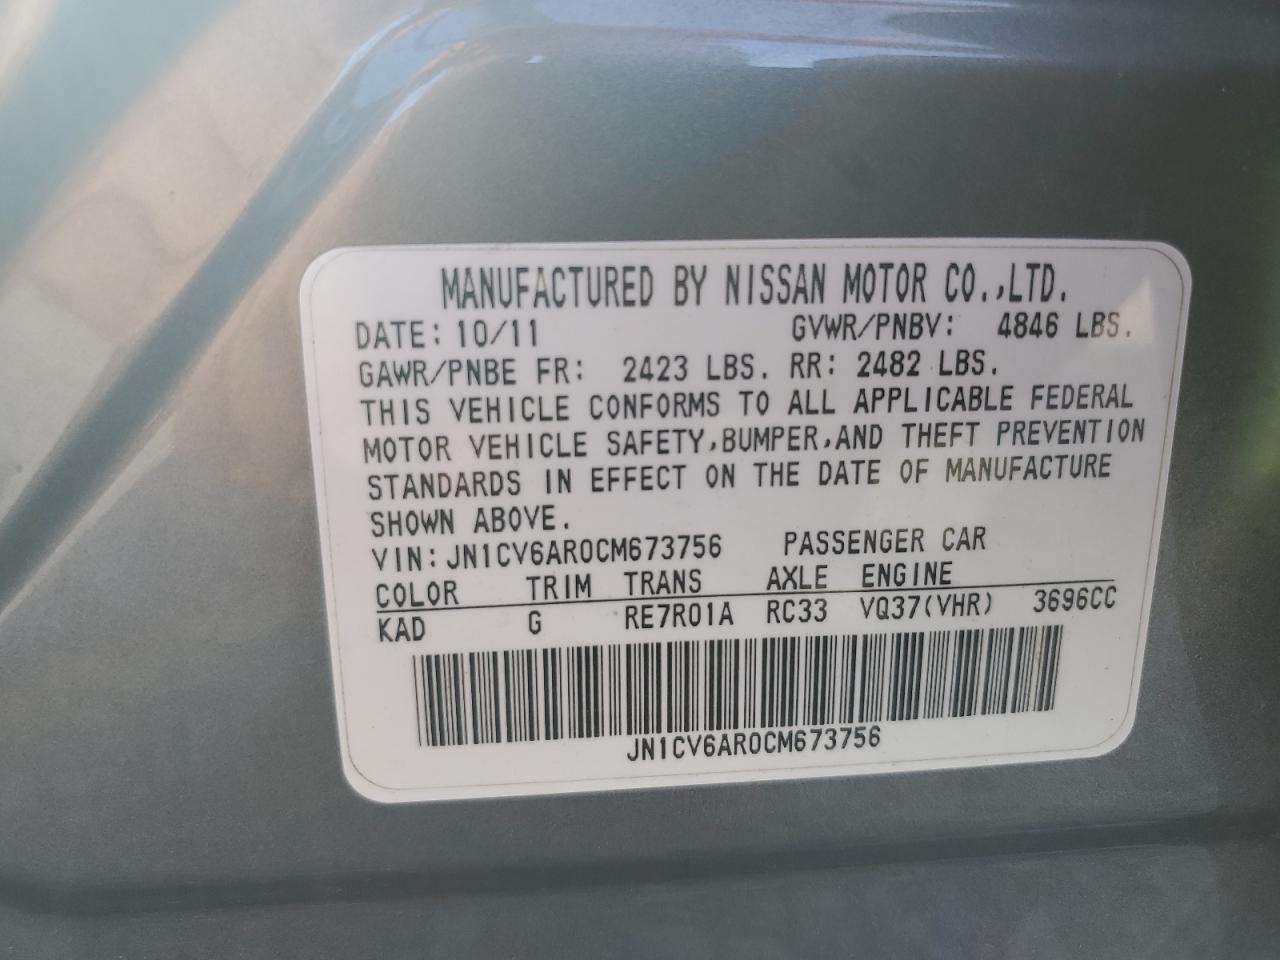 MANUFACTURED BY NISSAN MOTOR CO.,LTD.
DATE: 10/11 GVWR/PNBV: 4846 LBS.
GAWR/PNBE FR: 2423 LBS. RR: 2482 LBS.
THIS VEHICLE CONFORMS TO ALL APPLICABLE FEDERAL
MOTOR VEHICLE SAFETY,BUMPER,AND THEFT PREVENTION
STANDARDS IN EFFECT ON THE DATE OF MANUFACTURE
SHOWN ABOVE.
VIN: JN1CV6AR0CM673756 PASSENGER CAR
COLOR TRIM TRANS AXLE ENGINE
KAD G RE7R01A RC33 VQ37(VHR) 3696CC
JN1CV6AR0CM673756